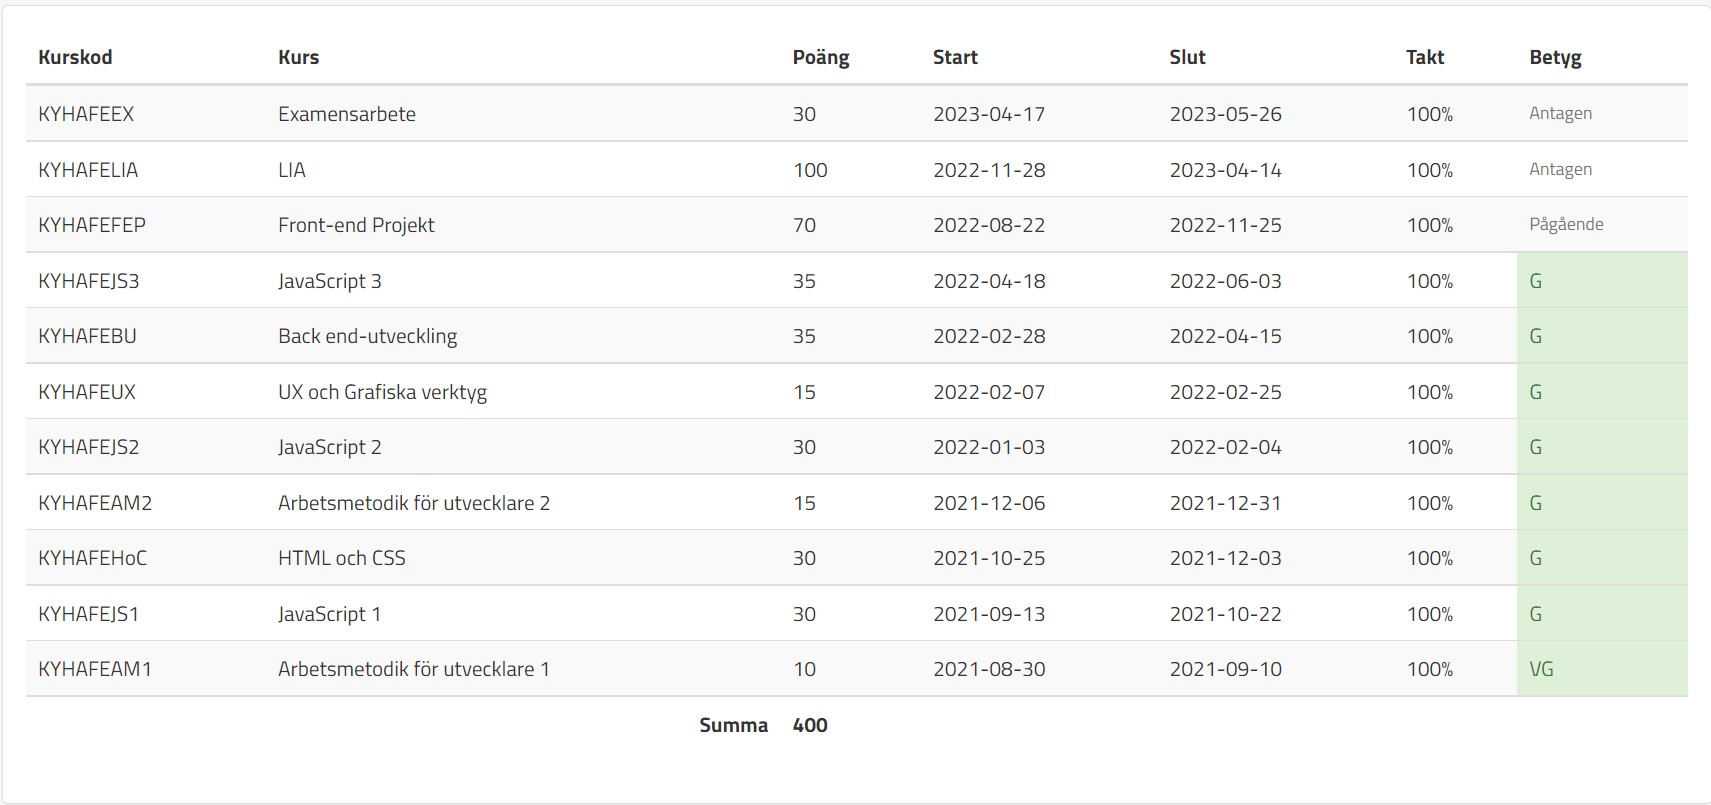 Kurskod Kurs Poäng Start Slut Takt Betyg
KYHAFEEX Examensarbete 30 2023-04-17 2023-05-26 100% Antagen
KYHAFELIA LIA 100 2022-11-28 2023-04-14 100% Antagen
KYHAFEFEP Front-end Projekt 70 2022-08-22 2022-11-25 100% Pågående
KYHAFEJS3 JavaScript 3 35 2022-04-18 2022-06-03 100% G
KYHAFEBU Back end-utveckling 35 2022-02-28 2022-04-15 100% G
KYHAFEUX UX och Grafiska verktyg 15 2022-02-07 2022-02-25 100% G
KYHAFEJS2 JavaScript 2 30 2022-01-03 2022-02-04 100% G
KYHAFEAM2 Arbetsmetodik för utvecklare 2 15 2021-12-06 2021-12-31 100% G
KYHAFEHoC HTML och CSS 30 2021-10-25 2021-12-03 100% G
KYHAFEJS1 JavaScript 1 30 2021-09-13 2021-10-22 100% G
KYHAFEAM1 Arbetsmetodik för utvecklare 1 10 2021-08-30 2021-09-10 100% VG
Summa 400